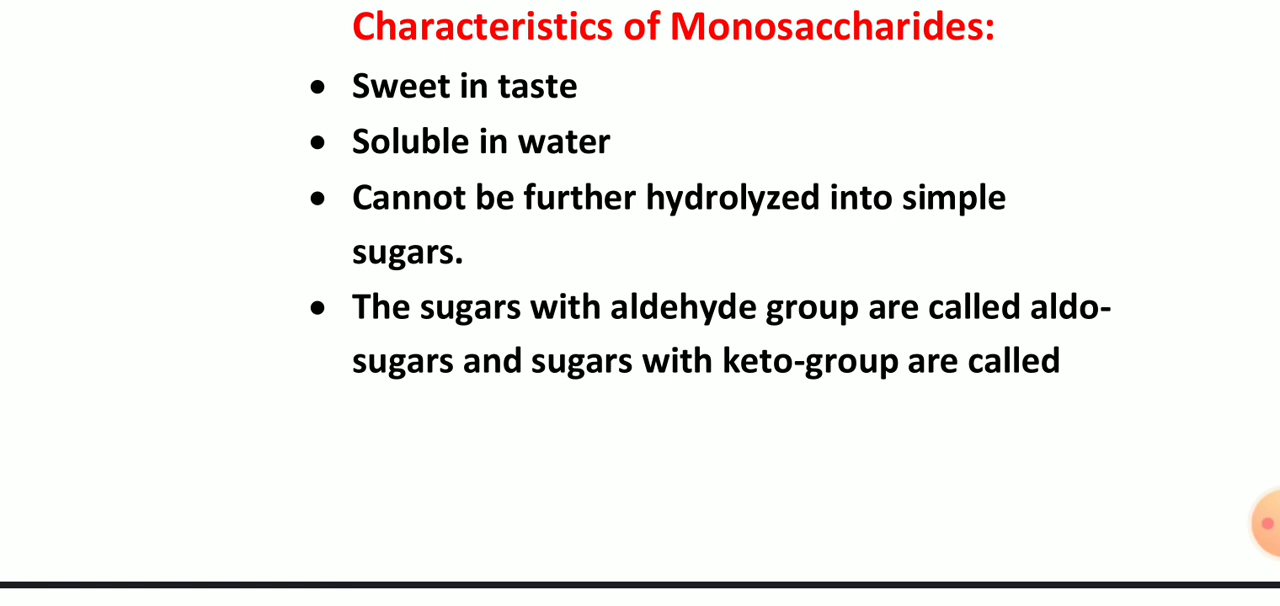 Characteristics of Monosaccharides:
• Sweet in taste
• Soluble in water
• Cannot be further hydrolyzed into simple
sugars.
• The sugars with aldehyde group are called aldo-
sugars and sugars with keto-group are called